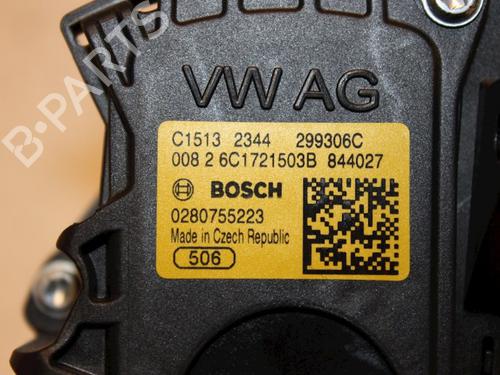 B-PARTS
VW AG
C1513 2344 299306C
008 2 6C1721503B 844027
BOSCH
0280755223
Made in Czech Republic
506